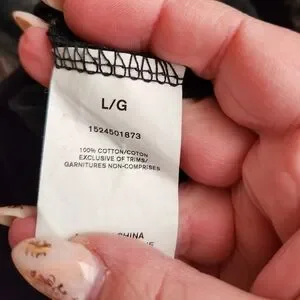 L/G
1524501873
100% COTTON/COTON
EXCLUSIVE OF TRIMS/
GARNITURES NON-COMPRISES
CHINA